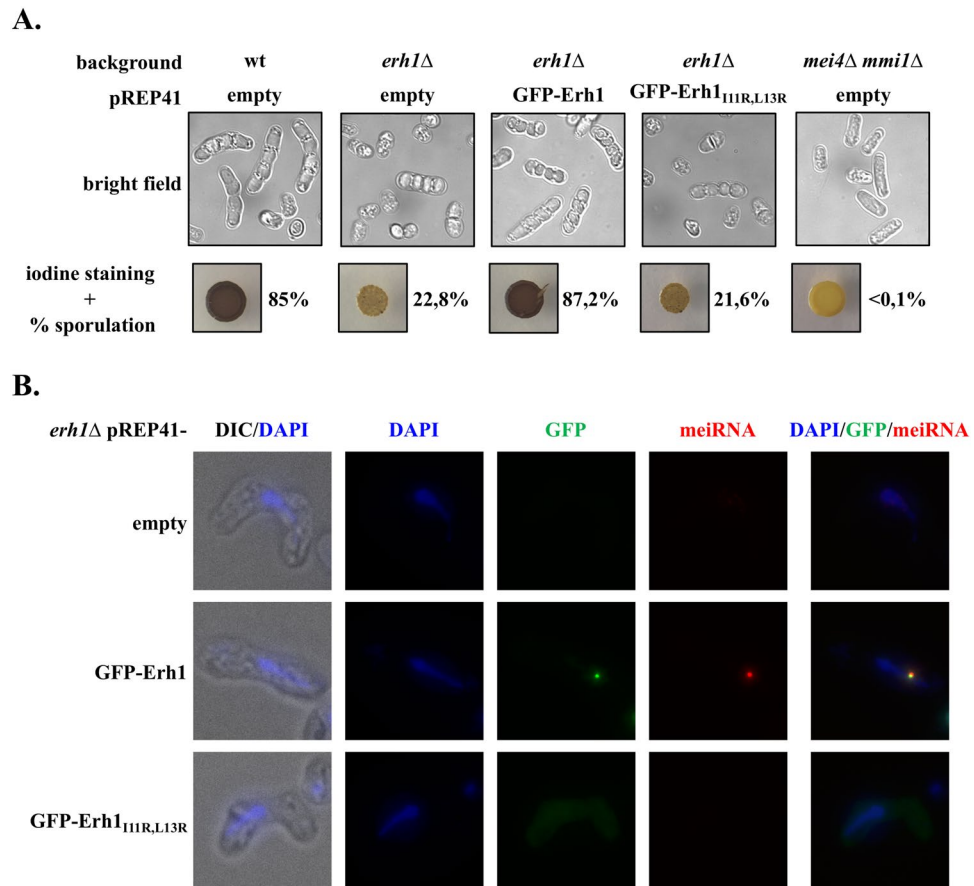 A.
background wt erh1Δ erh1Δ erh1Δ mei4Δ mmi1Δ
pREP41 empty empty GFP-Erh1 GFP-Erh1I11R,L13R empty
bright field
iodine staining
+
% sporulation
85% 22,8% 87,2% 21,6% <0,1%
B.
erh1Δ pREP41- DIC/DAPI DAPI GFP meiRNA DAPI/GFP/meiRNA
empty
GFP-Erh1
GFP-Erh1I11R,L13R